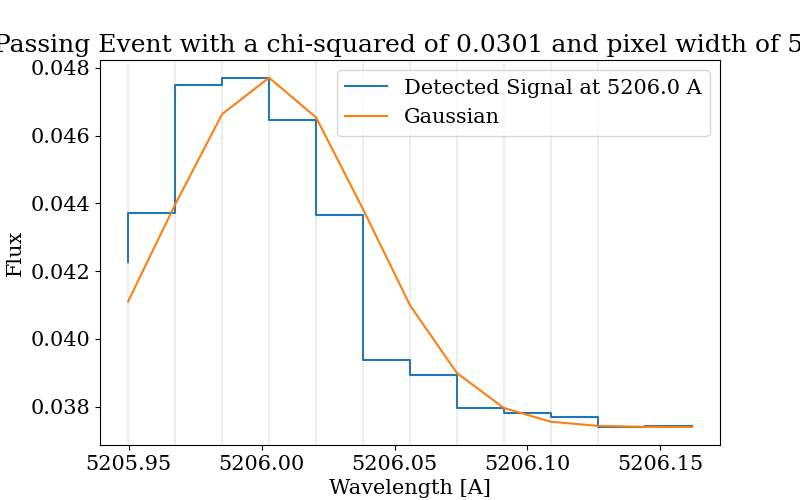 Passing Event with a chi-squared of 0.0301 and pixel width of 5
0.048
0.046
0.044
0.042
0.040
0.038
Flux
Detected Signal at 5206.0 A
Gaussian
5205.95 5206.00 5206.05 5206.10 5206.15
Wavelength [A]